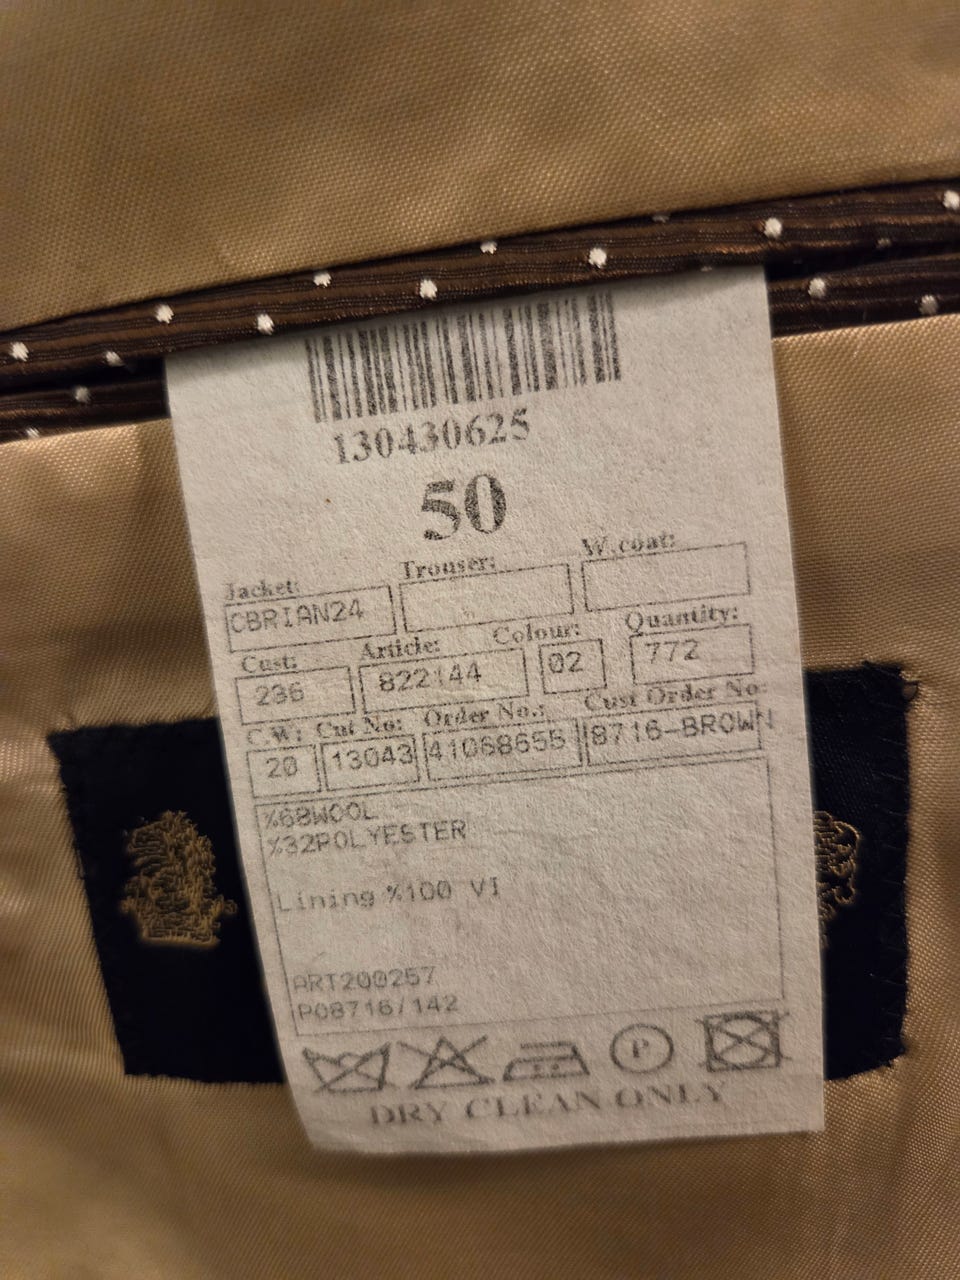 130430625
50
Jacket: Trouser: W.coat:
CBRIAN24
Cust: Article: Colour: Quantity:
236 822144 02 772
C.W: Cut No: Order No.: Cust Order No:
20 13043 41068655 8716-BROWN
%68WOOL
%32POLYESTER
Lining %100 VI
ART200257
P08716/142
P
DRY CLEAN ONLY